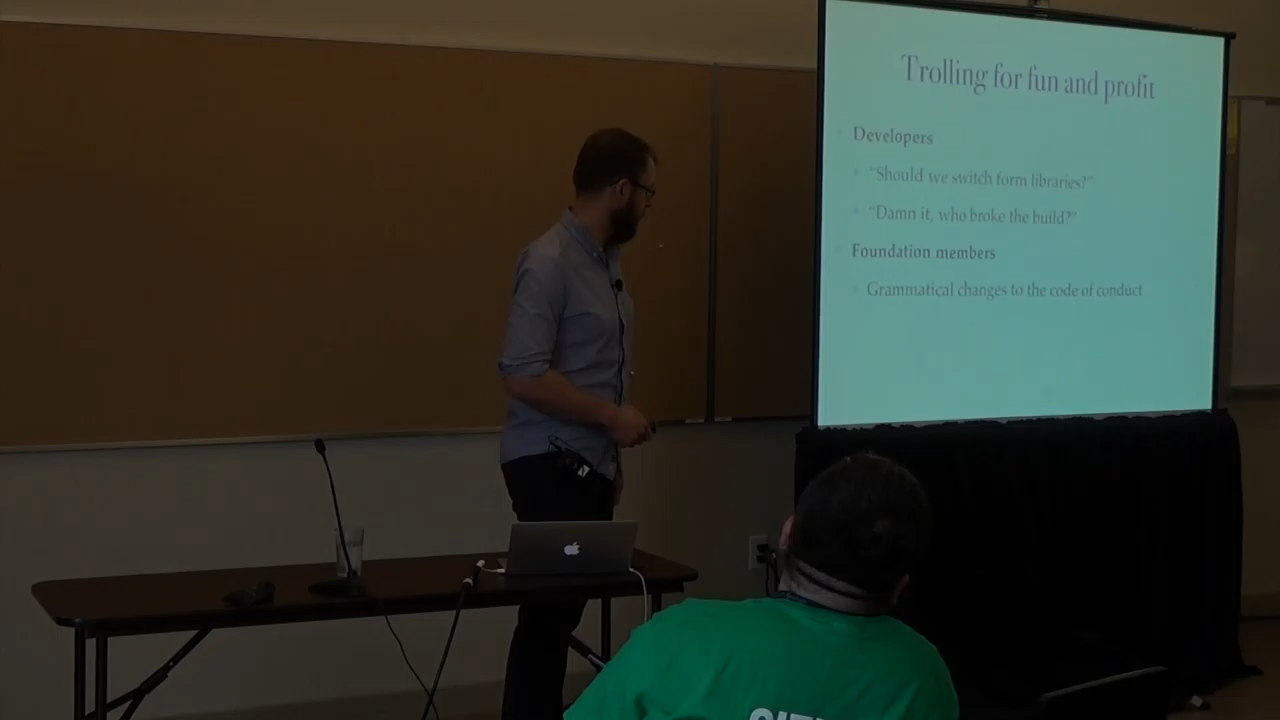 Trolling for fun and profit
Developers
"Should we switch form libraries?"
"Damn it, who broke the build?"
Foundation members
Grammatical changes to the code of conduct